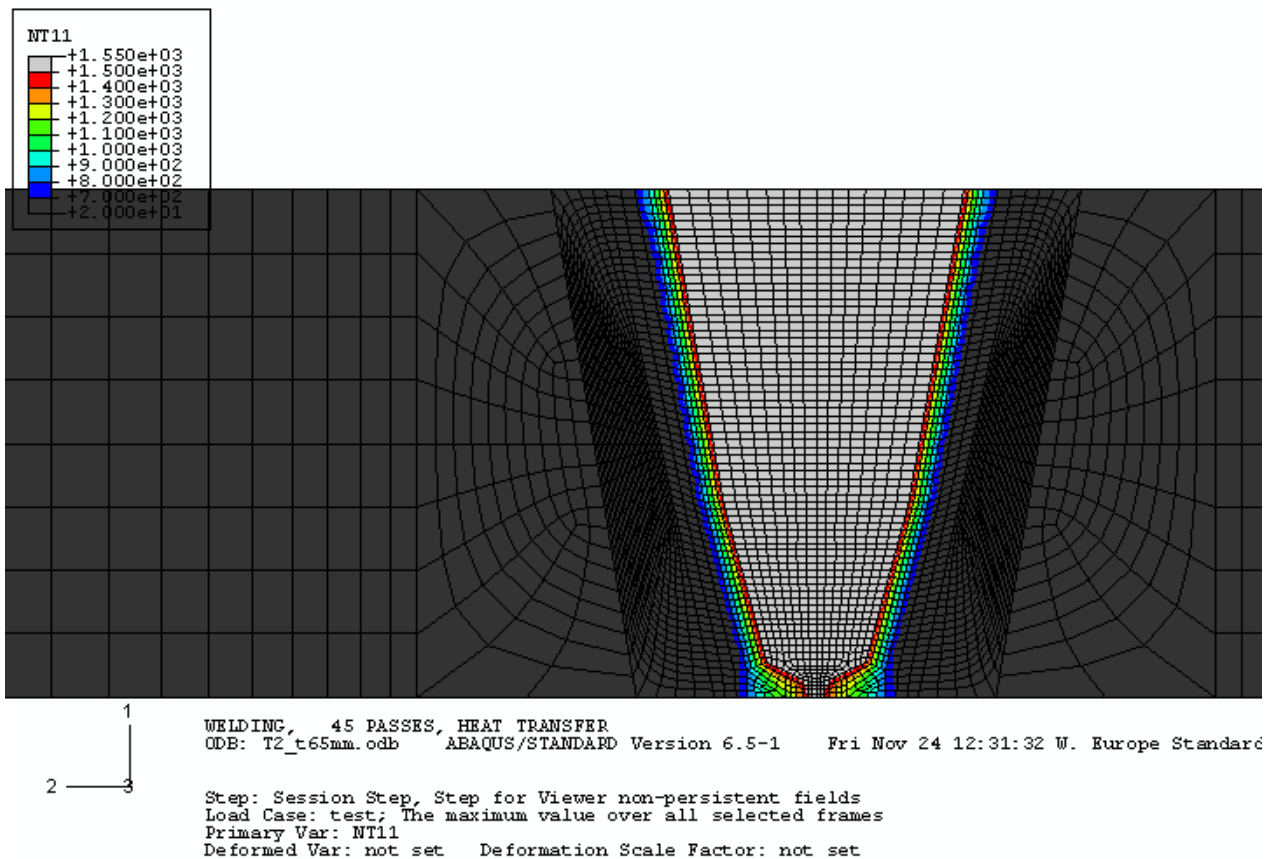 NT11
+1.550e+03
+1.500e+03
+1.400e+03
+1.300e+03
+1.200e+03
+1.100e+03
+1.000e+03
+9.000e+02
+8.000e+02
+7.000e+02
+2.000e+01
1
2
3
WELDING, 45 PASSES, HEAT TRANSFER
ODB: T2_t65mm.odb ABAQUS/STANDARD Version 6.5-1 Fri Nov 24 12:31:32 W. Europe Standard
Step: Session Step, Step for Viewer non-persistent fields
Load Case: test; The maximum value over all selected frames
Primary Var: NT11
Deformed Var: not set Deformation Scale Factor: not set